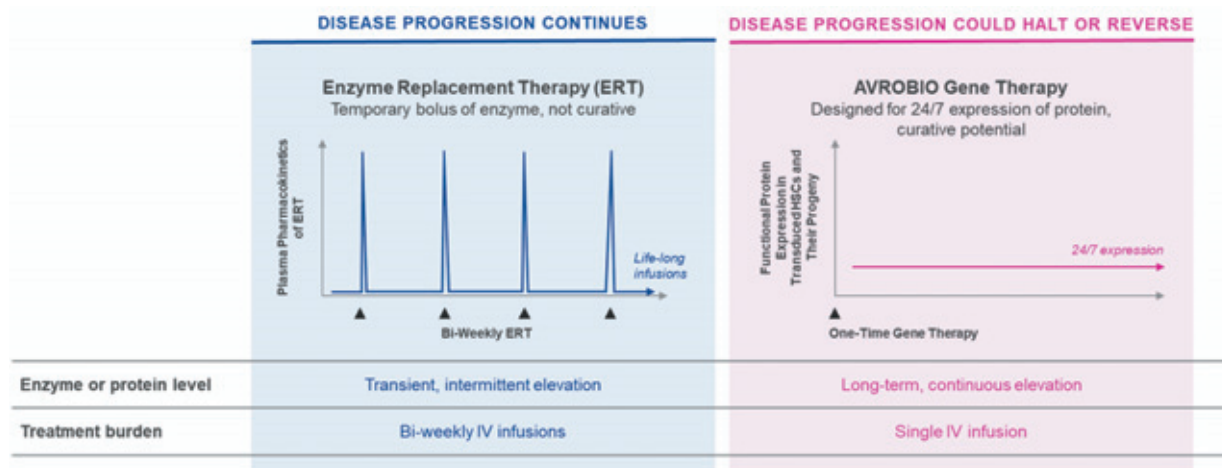 DISEASE PROGRESSION CONTINUES
DISEASE PROGRESSION COULD HALT OR REVERSE
Enzyme Replacement Therapy (ERT)
Temporary bolus of enzyme, not curative
Plasma Pharmacokinetics
of ERT
Life-long
infusions
Bi-Weekly ERT
AVROBIO Gene Therapy
Designed for 24/7 expression of protein,
curative potential
Functional Protein
Expression in
Transduced HSCs and
Their Progeny
24/7 expression
One-Time Gene Therapy
Enzyme or protein level
Transient, intermittent elevation
Long-term, continuous elevation
Treatment burden
Bi-weekly IV infusions
Single IV infusion